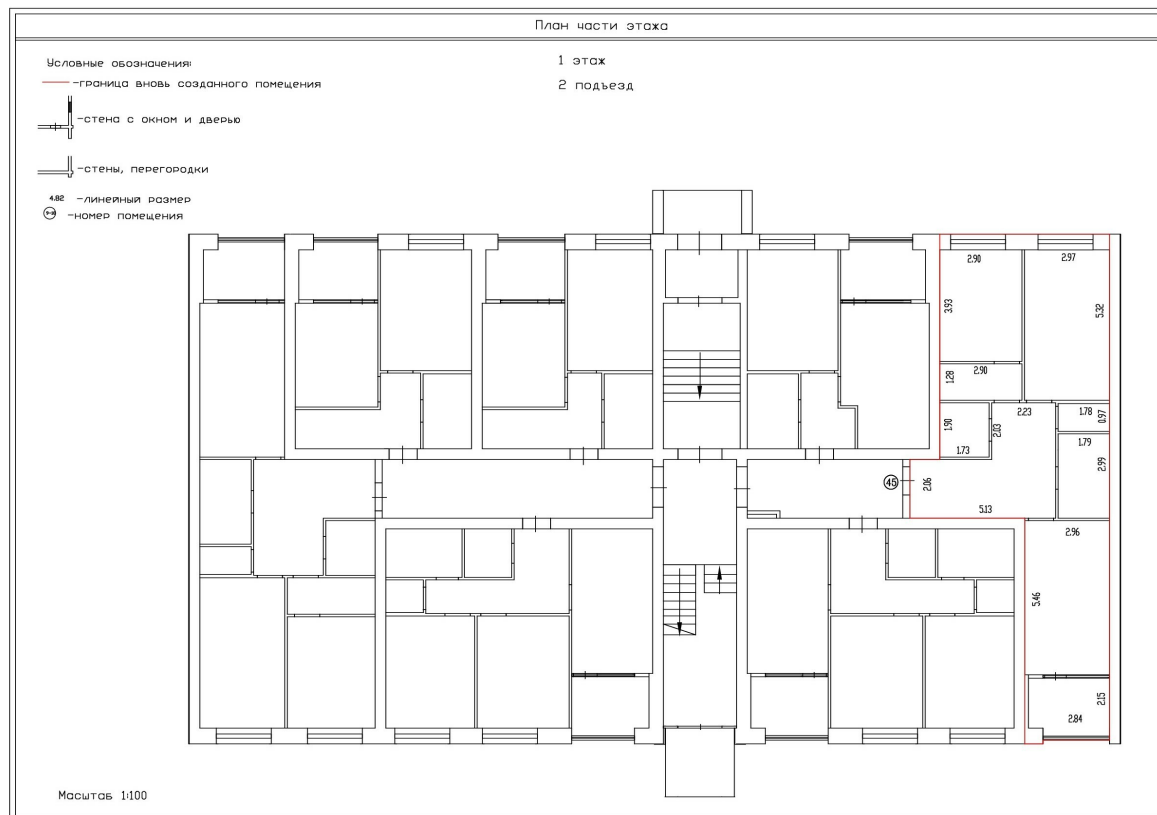 План части этажа
Условные обозначения:
-граница вновь созданного помещения
-стена с окном и дверью
-стены, перегородки
4.82 -линейный размер
-номер помещения
1 этаж
2 подъезд
2.90
2.97
3.93
5.32
1.28
2.90
2.23
1.78
0.97
1.90
2.03
1.73
1.79
2.99
45
2.06
5.13
2.96
5.46
2.15
2.84
Масштаб 1:100